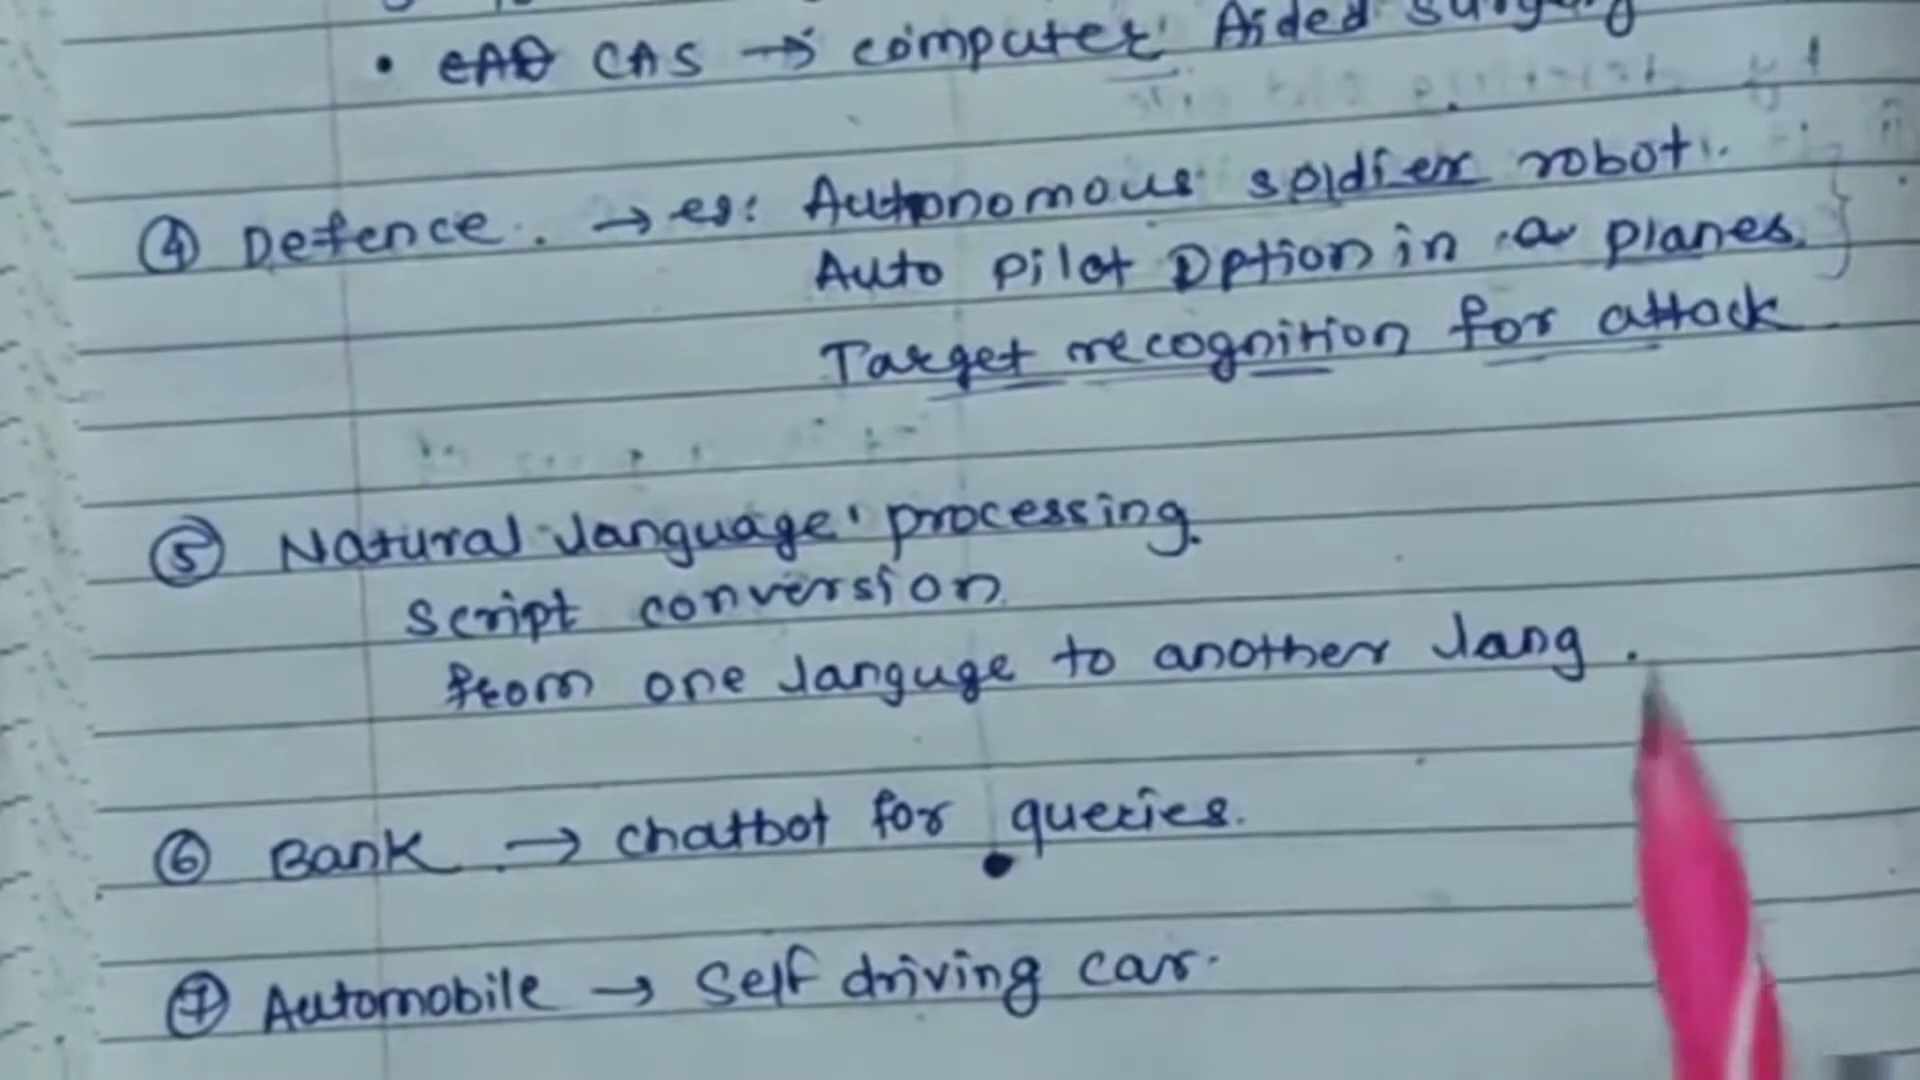 • CAS → computer Aided surgery
④ Defence. → eg: Autonomous soldier robot.
Auto pilot Option in a planes.
Target recognition for attack
⑤ Natural language processing.
Script conversion
from one languge to another lang.
⑥ Bank → chatbot for queries.
⑦ Automobile → Self driving car.